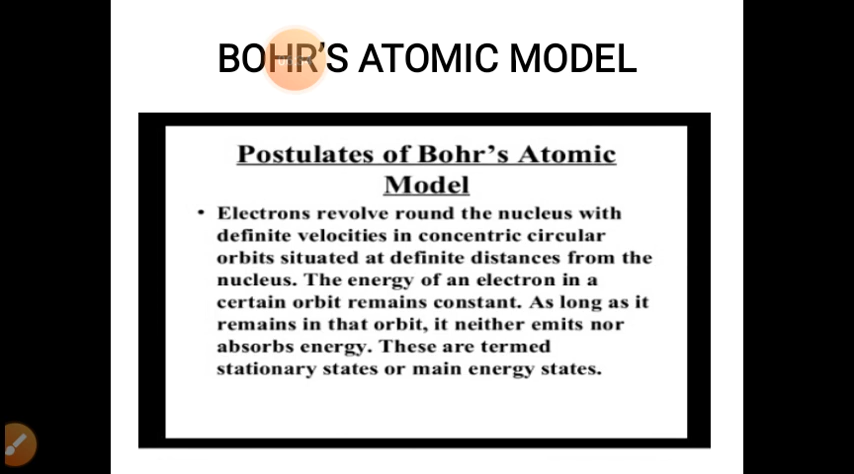 BOHR’S ATOMIC MODEL
Postulates of Bohr’s Atomic
Model
• Electrons revolve round the nucleus with
definite velocities in concentric circular
orbits situated at definite distances from the
nucleus. The energy of an electron in a
certain orbit remains constant. As long as it
remains in that orbit, it neither emits nor
absorbs energy. These are termed
stationary states or main energy states.